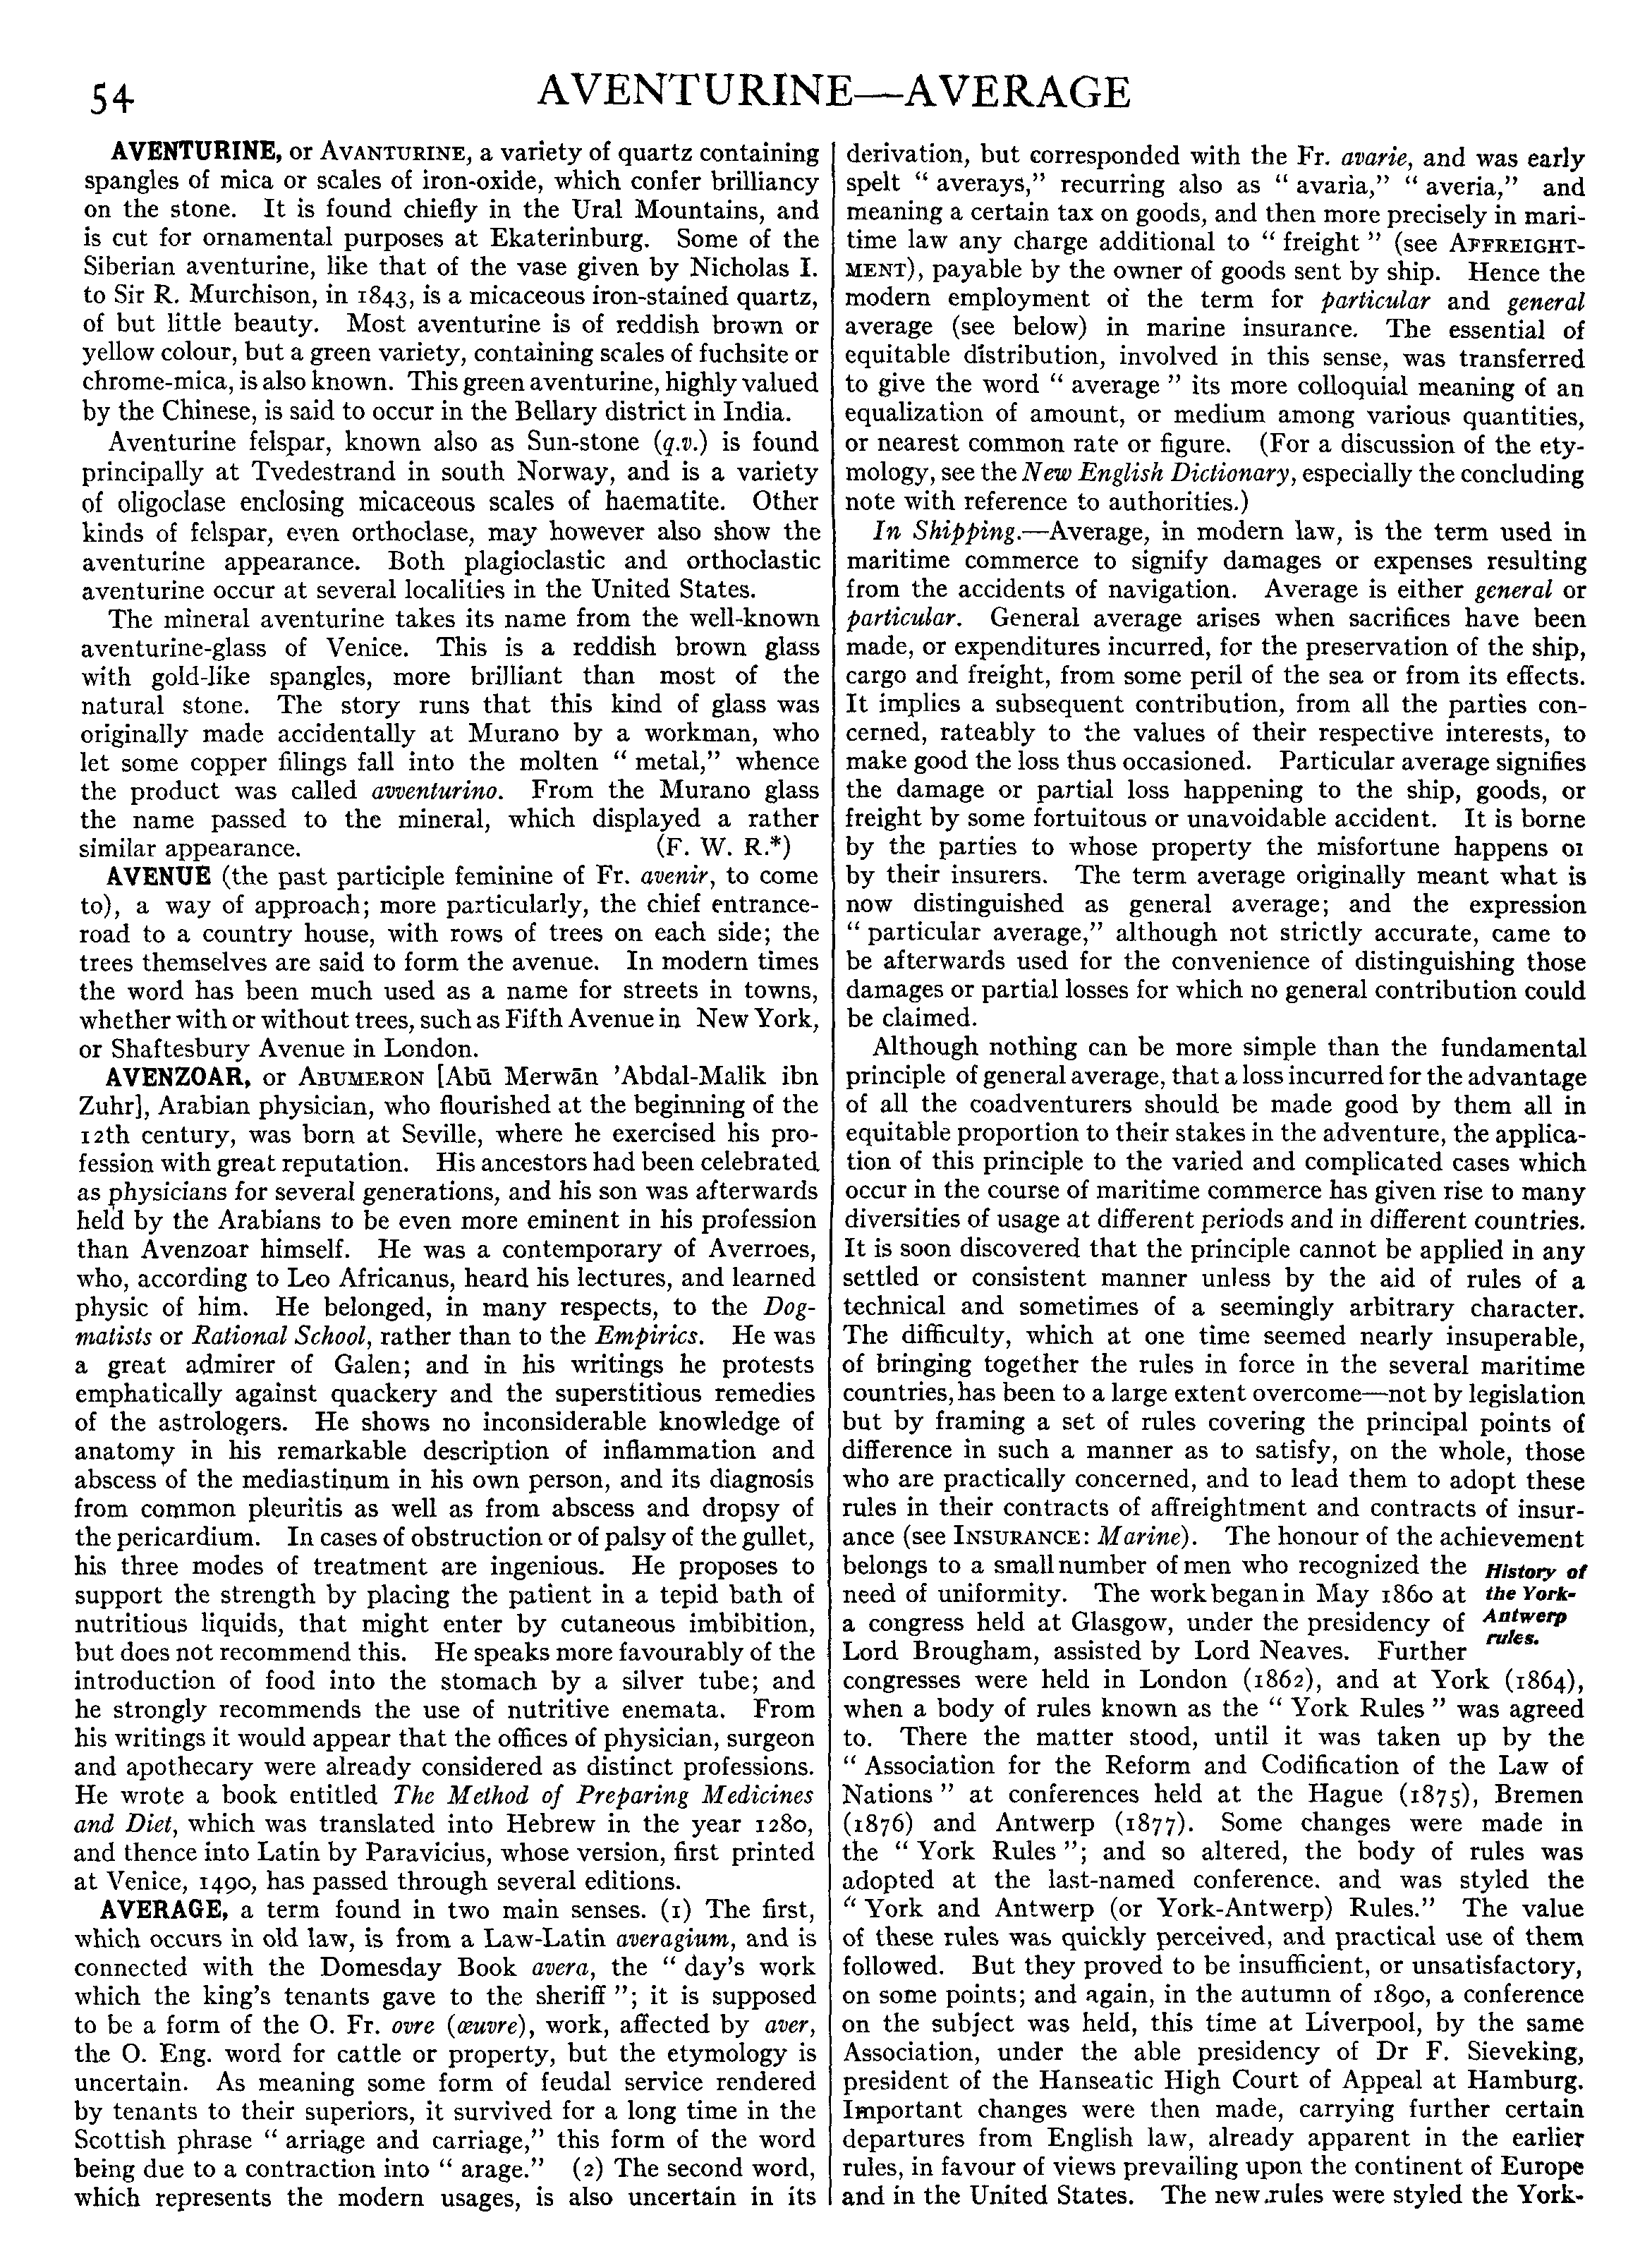 54
AVENTURINE—AVERAGE
AVENTURINE, or AVANTURINE, a variety of quartz containing
spangles of mica or scales of iron-oxide, which confer brilliancy
on the stone. It is found chiefly in the Ural Mountains, and
is cut for ornamental purposes at Ekaterinburg. Some of the
Siberian aventurine, like that of the vase given by Nicholas I.
to Sir R. Murchison, in 1843, is a micaceous iron-stained quartz,
of but little beauty. Most aventurine is of reddish brown or
yellow colour, but a green variety, containing scales of fuchsite or
chrome-mica, is also known. This green aventurine, highly valued
by the Chinese, is said to occur in the Bellary district in India.
Aventurine felspar, known also as Sun-stone (q.v.) is found
principally at Tvedestrand in south Norway, and is a variety
of oligoclase enclosing micaceous scales of haematite. Other
kinds of felspar, even orthoclase, may however also show the
aventurine appearance. Both plagioclastic and orthoclastic
aventurine occur at several localities in the United States.
The mineral aventurine takes its name from the well-known
aventurine-glass of Venice. This is a reddish brown glass
with gold-like spangles, more brilliant than most of the
natural stone. The story runs that this kind of glass was
originally made accidentally at Murano by a workman, who
let some copper filings fall into the molten “ metal,” whence
the product was called avventurino. From the Murano glass
the name passed to the mineral, which displayed a rather
similar appearance. (F. W. R.*)
AVENUE (the past participle feminine of Fr. avenir, to come
to), a way of approach; more particularly, the chief entrance-
road to a country house, with rows of trees on each side; the
trees themselves are said to form the avenue. In modern times
the word has been much used as a name for streets in towns,
whether with or without trees, such as Fifth Avenue in New York,
or Shaftesbury Avenue in London.
AVENZOAR, or ABUMERON [Abū Merwān ’Abdal-Malik ibn
Zuhr], Arabian physician, who flourished at the beginning of the
12th century, was born at Seville, where he exercised his pro-
fession with great reputation. His ancestors had been celebrated
as physicians for several generations, and his son was afterwards
held by the Arabians to be even more eminent in his profession
than Avenzoar himself. He was a contemporary of Averroes,
who, according to Leo Africanus, heard his lectures, and learned
physic of him. He belonged, in many respects, to the Dog-
matists or Rational School, rather than to the Empirics. He was
a great admirer of Galen; and in his writings he protests
emphatically against quackery and the superstitious remedies
of the astrologers. He shows no inconsiderable knowledge of
anatomy in his remarkable description of inflammation and
abscess of the mediastinum in his own person, and its diagnosis
from common pleuritis as well as from abscess and dropsy of
the pericardium. In cases of obstruction or of palsy of the gullet,
his three modes of treatment are ingenious. He proposes to
support the strength by placing the patient in a tepid bath of
nutritious liquids, that might enter by cutaneous imbibition,
but does not recommend this. He speaks more favourably of the
introduction of food into the stomach by a silver tube; and
he strongly recommends the use of nutritive enemata. From
his writings it would appear that the offices of physician, surgeon
and apothecary were already considered as distinct professions.
He wrote a book entitled The Method of Preparing Medicines
and Diet, which was translated into Hebrew in the year 1280,
and thence into Latin by Paravicius, whose version, first printed
at Venice, 1490, has passed through several editions.
AVERAGE, a term found in two main senses. (1) The first,
which occurs in old law, is from a Law-Latin averagium, and is
connected with the Domesday Book avera, the “ day’s work
which the king’s tenants gave to the sheriff ”; it is supposed
to be a form of the O. Fr. ovre (œuvre), work, affected by aver,
the O. Eng. word for cattle or property, but the etymology is
uncertain. As meaning some form of feudal service rendered
by tenants to their superiors, it survived for a long time in the
Scottish phrase “ arriage and carriage,” this form of the word
being due to a contraction into “ arage.” (2) The second word,
which represents the modern usages, is also uncertain in its
derivation, but corresponded with the Fr. avarie, and was early
spelt “ averays,” recurring also as “ avaria,” “ averia,” and
meaning a certain tax on goods, and then more precisely in mari-
time law any charge additional to “ freight ” (see AFFREIGHT-
MENT), payable by the owner of goods sent by ship. Hence the
modern employment of the term for particular and general
average (see below) in marine insurance. The essential of
equitable distribution, involved in this sense, was transferred
to give the word “ average ” its more colloquial meaning of an
equalization of amount, or medium among various quantities,
or nearest common rate or figure. (For a discussion of the ety-
mology, see the New English Dictionary, especially the concluding
note with reference to authorities.)
In Shipping.—Average, in modern law, is the term used in
maritime commerce to signify damages or expenses resulting
from the accidents of navigation. Average is either general or
particular. General average arises when sacrifices have been
made, or expenditures incurred, for the preservation of the ship,
cargo and freight, from some peril of the sea or from its effects.
It implies a subsequent contribution, from all the parties con-
cerned, rateably to the values of their respective interests, to
make good the loss thus occasioned. Particular average signifies
the damage or partial loss happening to the ship, goods, or
freight by some fortuitous or unavoidable accident. It is borne
by the parties to whose property the misfortune happens or
by their insurers. The term average originally meant what is
now distinguished as general average; and the expression
“ particular average,” although not strictly accurate, came to
be afterwards used for the convenience of distinguishing those
damages or partial losses for which no general contribution could
be claimed.
Although nothing can be more simple than the fundamental
principle of general average, that a loss incurred for the advantage
of all the coadventurers should be made good by them all in
equitable proportion to their stakes in the adventure, the applica-
tion of this principle to the varied and complicated cases which
occur in the course of maritime commerce has given rise to many
diversities of usage at different periods and in different countries.
It is soon discovered that the principle cannot be applied in any
settled or consistent manner unless by the aid of rules of a
technical and sometimes of a seemingly arbitrary character.
The difficulty, which at one time seemed nearly insuperable,
of bringing together the rules in force in the several maritime
countries, has been to a large extent overcome—not by legislation
but by framing a set of rules covering the principal points of
difference in such a manner as to satisfy, on the whole, those
who are practically concerned, and to lead them to adopt these
rules in their contracts of affreightment and contracts of insur-
ance (see INSURANCE: Marine). The honour of the achievement
belongs to a small number of men who recognized the
need of uniformity. The work began in May 1860 at
a congress held at Glasgow, under the presidency of
Lord Brougham, assisted by Lord Neaves. Further
History of
the York-
Antwerp
rules.
congresses were held in London (1862), and at York (1864),
when a body of rules known as the “ York Rules ” was agreed
to. There the matter stood, until it was taken up by the
“ Association for the Reform and Codification of the Law of
Nations ” at conferences held at the Hague (1875), Bremen
(1876) and Antwerp (1877). Some changes were made in
the “ York Rules ”; and so altered, the body of rules was
adopted at the last-named conference. and was styled the
“ York and Antwerp (or York-Antwerp) Rules.” The value
of these rules was quickly perceived, and practical use of them
followed. But they proved to be insufficient, or unsatisfactory,
on some points; and again, in the autumn of 1890, a conference
on the subject was held, this time at Liverpool, by the same
Association, under the able presidency of Dr F. Sieveking,
president of the Hanseatic High Court of Appeal at Hamburg.
Important changes were then made, carrying further certain
departures from English law, already apparent in the earlier
rules, in favour of views prevailing upon the continent of Europe
and in the United States. The new rules were styled the York-